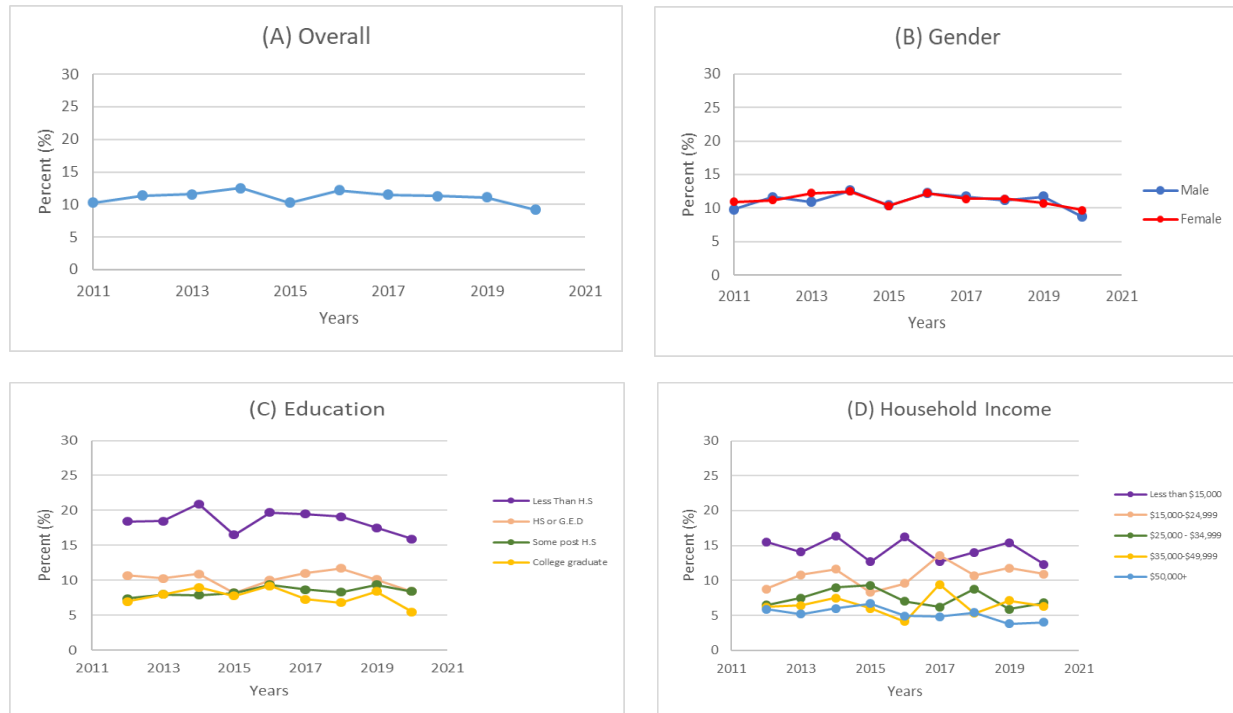 (A) Overall
30
25
20
15
10
5
0
Percent (%)
2011 2013 2015 2017 2019 2021
Years
(B) Gender
30
25
20
15
10
5
0
Percent (%)
2011 2013 2015 2017 2019 2021
Years
Male
Female
(C) Education
30
25
20
15
10
5
0
Percent (%)
2011 2013 2015 2017 2019 2021
Years
Less Than H.S
HS or G.E.D
Some post H.S
College graduate
(D) Household Income
30
25
20
15
10
5
0
Percent (%)
2011 2013 2015 2017 2019 2021
Years
Less than $15,000
$15,000-$24,999
$25,000 - $34,999
$35,000-$49,999
$50,000+